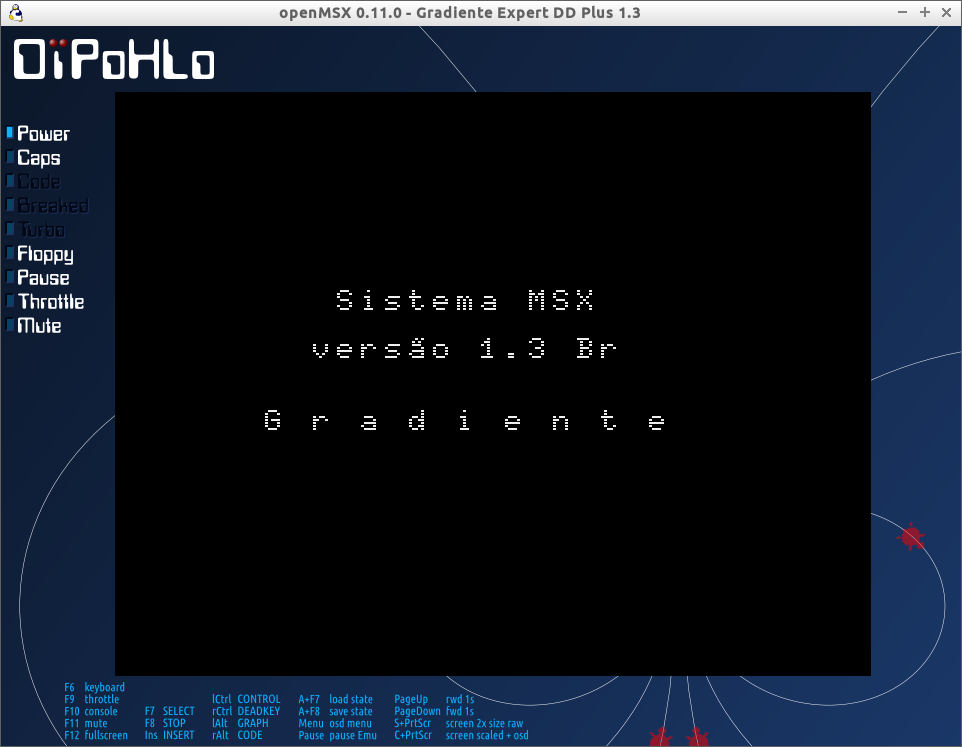 openMSX 0.11.0 - Gradiente Expert DD Plus 1.3
OïPoHLo
Power
Caps
Code
Breaked
Turbo
Floppy
Pause
Throttle
Mute
Sistema MSX
versão 1.3 Br
G r a d i e n t e
F6 keyboard
F9 throttle lCtrl CONTROL A+F7 load state PageUp rwd 1s
F10 console F7 SELECT rCtrl DEADKEY A+F8 save state PageDown fwd 1s
F11 mute F8 STOP lAlt GRAPH Menu osd menu S+PrtScr screen 2x size raw
F12 fullscreen Ins INSERT rAlt CODE Pause pause Emu C+PrtScr screen scaled + osd